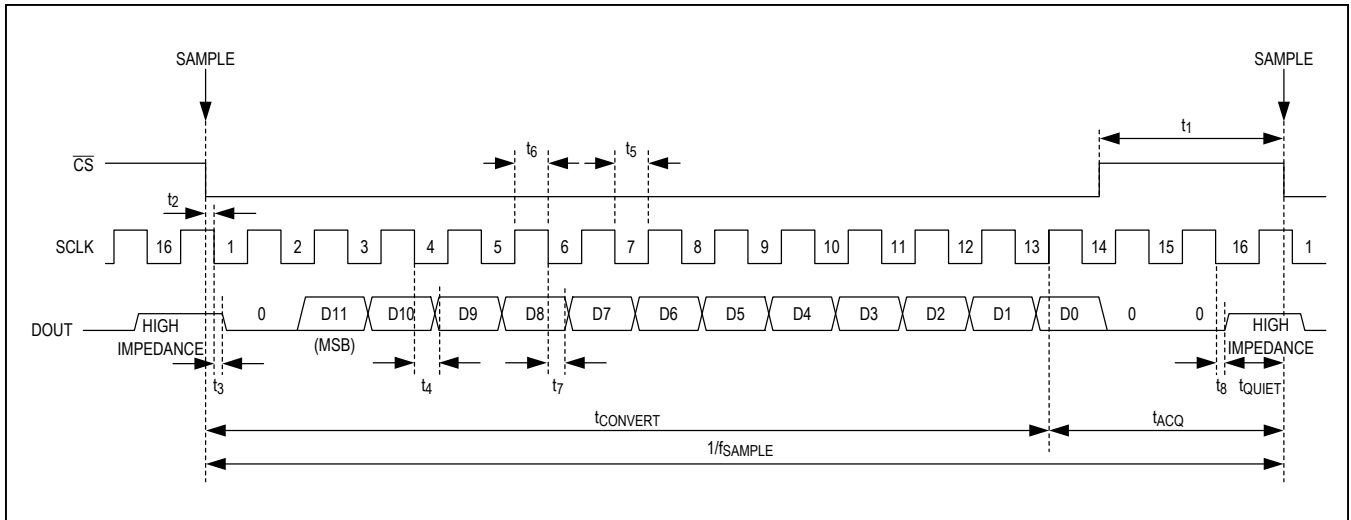 SAMPLE SAMPLE
t1
CS
t6 t5
t2
SCLK 16 1 2 3 4 5 6 7 8 9 10 11 12 13 14 15 16 1
DOUT HIGH IMPEDANCE 0 D11 D10 D9 D8 D7 D6 D5 D4 D3 D2 D1 D0 0 0 HIGH IMPEDANCE
(MSB)
t3 t4 t7 t8 tQUIET
tCONVERT tACQ
1/fSAMPLE